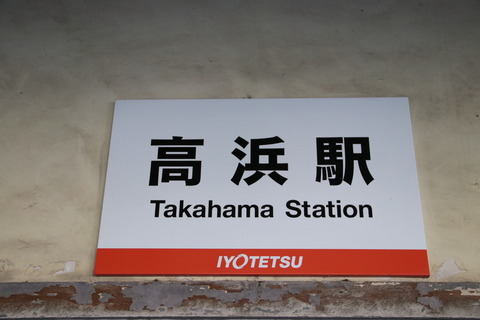 高浜駅
Takahama Station
IYOTETSU